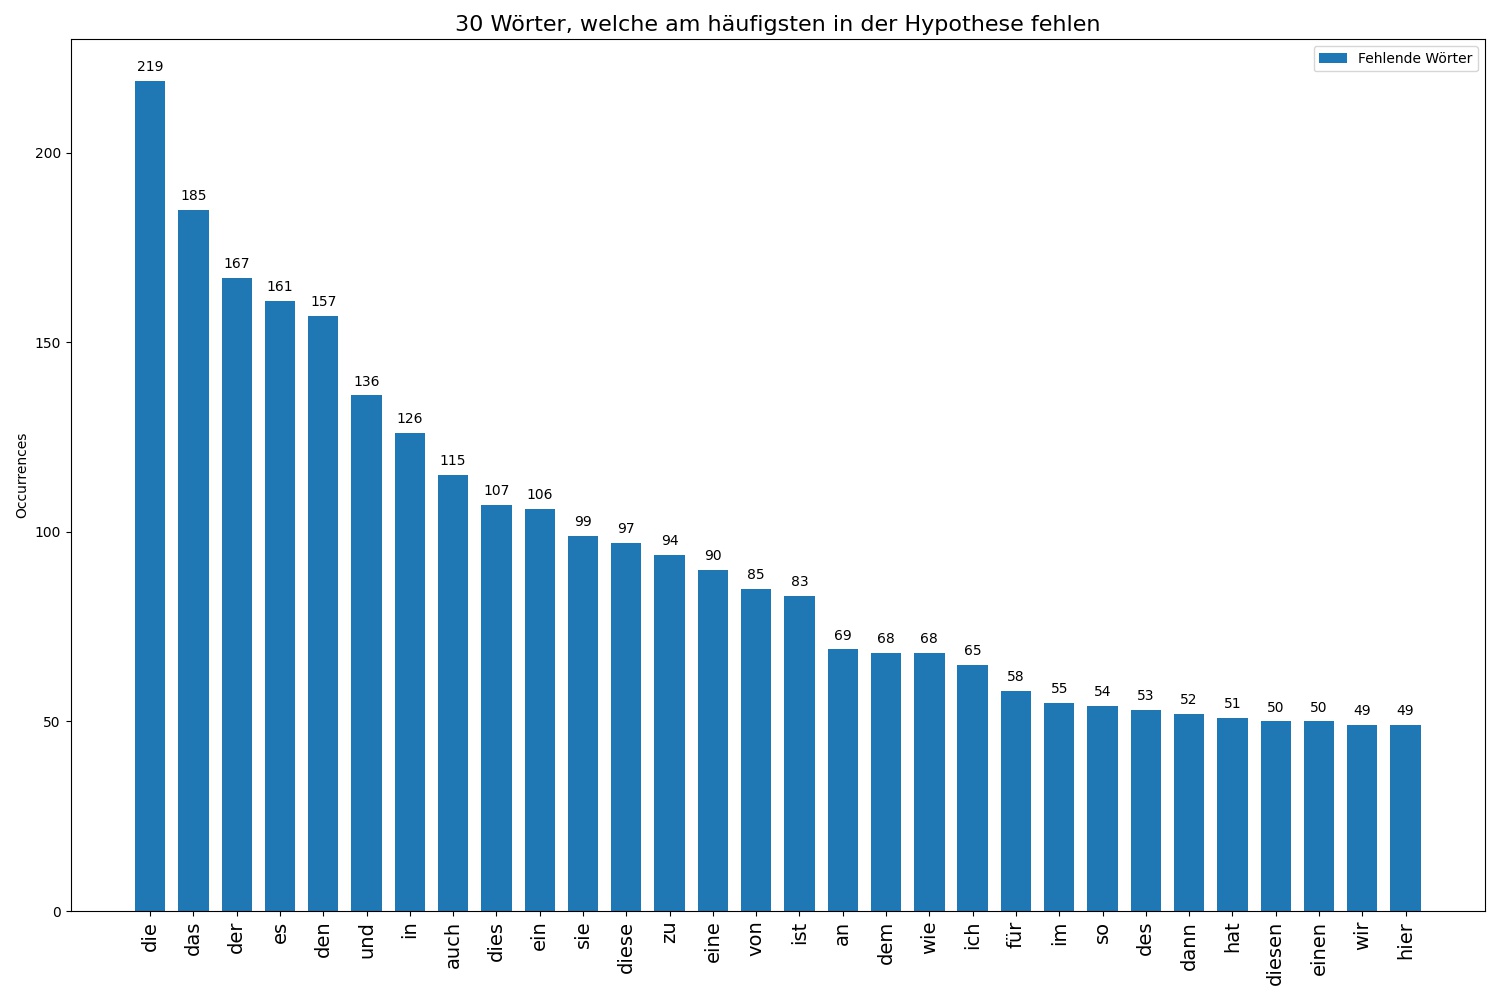 30 Wörter, welche am häufigsten in der Hypothese fehlen
Fehlende Wörter
Occurrences
200
150
100
50
0
219
185
167
161
157
136
126
115
107
106
99
97
94
90
85
83
69
68
68
65
58
55
54
53
52
51
50
50
49
49
die
das
der
es
den
und
in
auch
dies
ein
sie
diese
zu
eine
von
ist
an
dem
wie
ich
für
im
so
des
dann
hat
diesen
einen
wir
hier